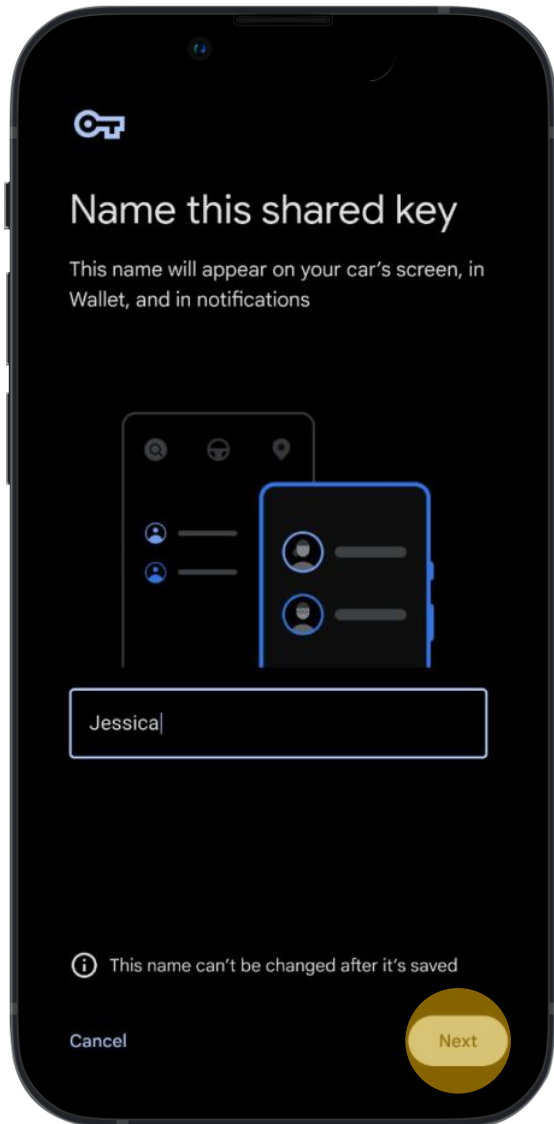 Name this shared key
This name will appear on your car's screen, in
Wallet, and in notifications
Jessica
This name can't be changed after it's saved
Cancel
Next